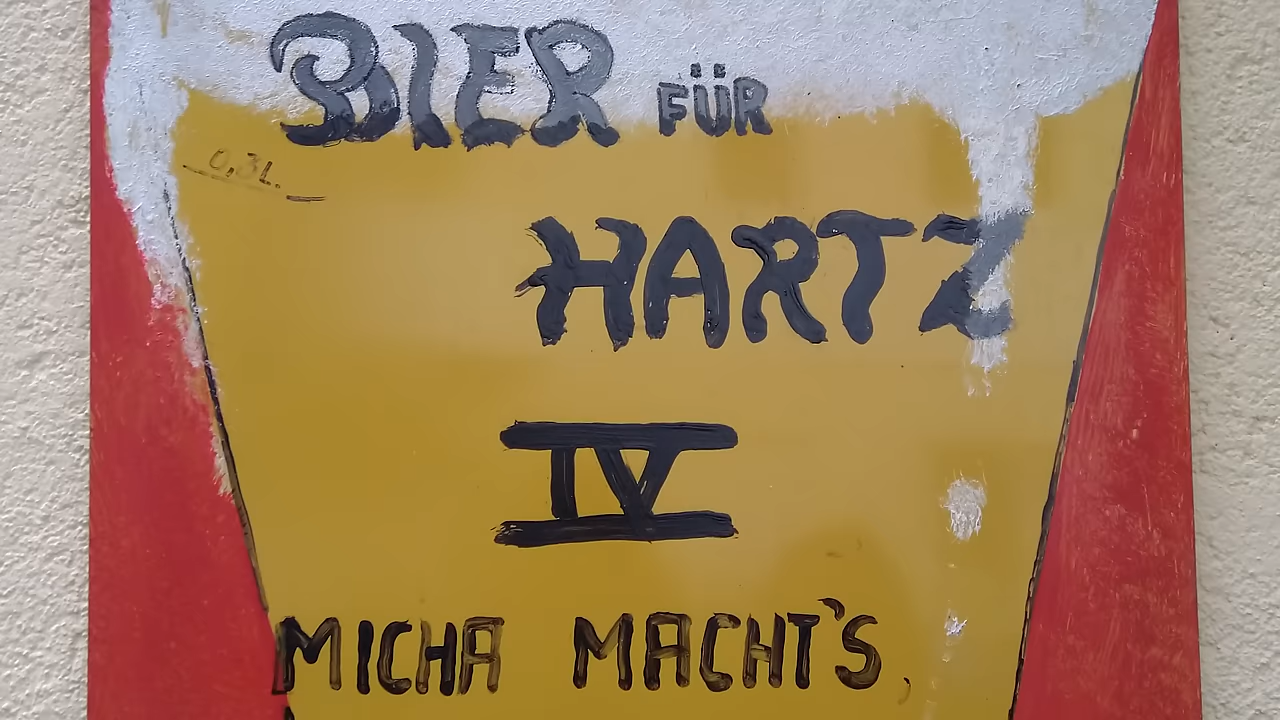 BIER FÜR
0,3L.
HARTZ
IV
MICHA MACHT'S,